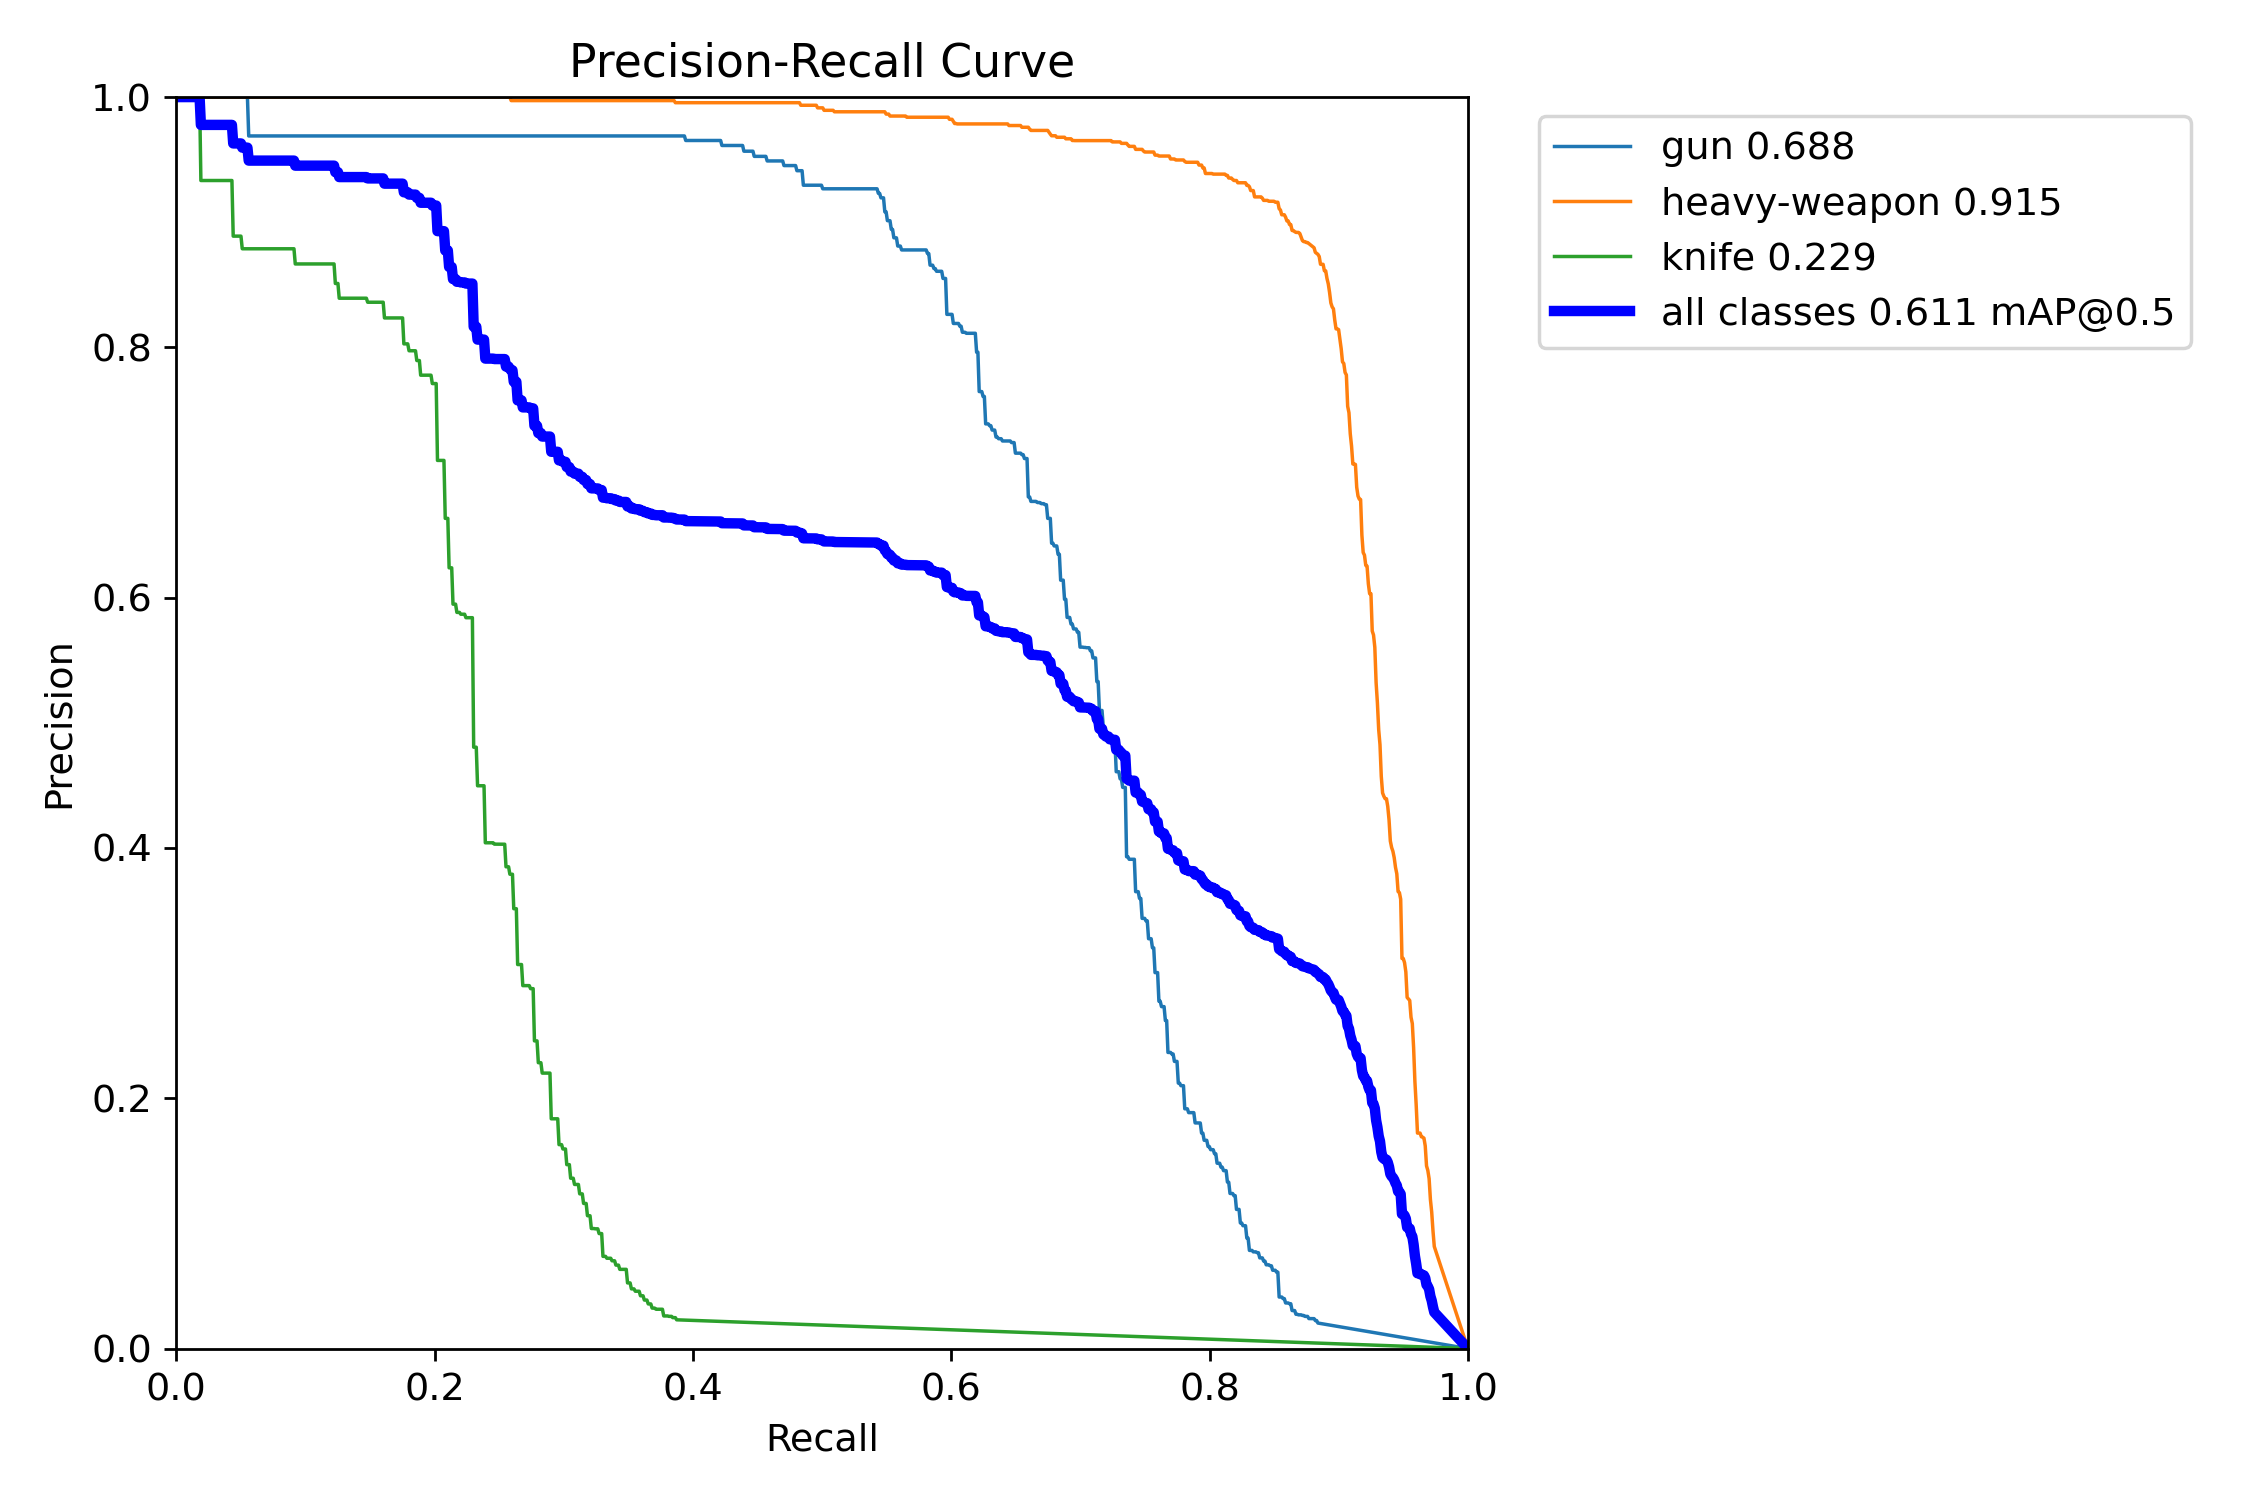 Precision-Recall Curve
1.0
0.8
0.6
0.4
0.2
0.0
Precision
0.0 0.2 0.4 0.6 0.8 1.0
Recall
gun 0.688
heavy-weapon 0.915
knife 0.229
all classes 0.611 mAP@0.5